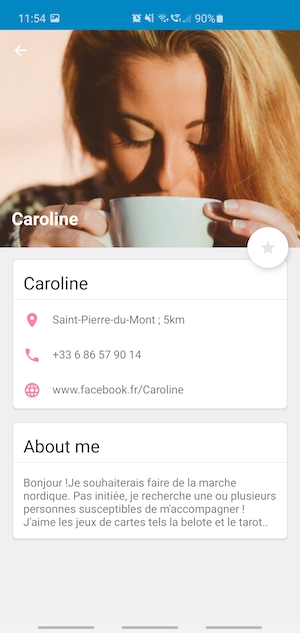 11:54 90%
Caroline
Caroline
Saint-Pierre-du-Mont ; 5km
+33 6 86 57 90 14
www.facebook.fr/Caroline
About me
Bonjour !Je souhaiterais faire de la marche
nordique. Pas initiée, je recherche une ou plusieurs
personnes susceptibles de m'accompagner !
J'aime les jeux de cartes tels la belote et le tarot..